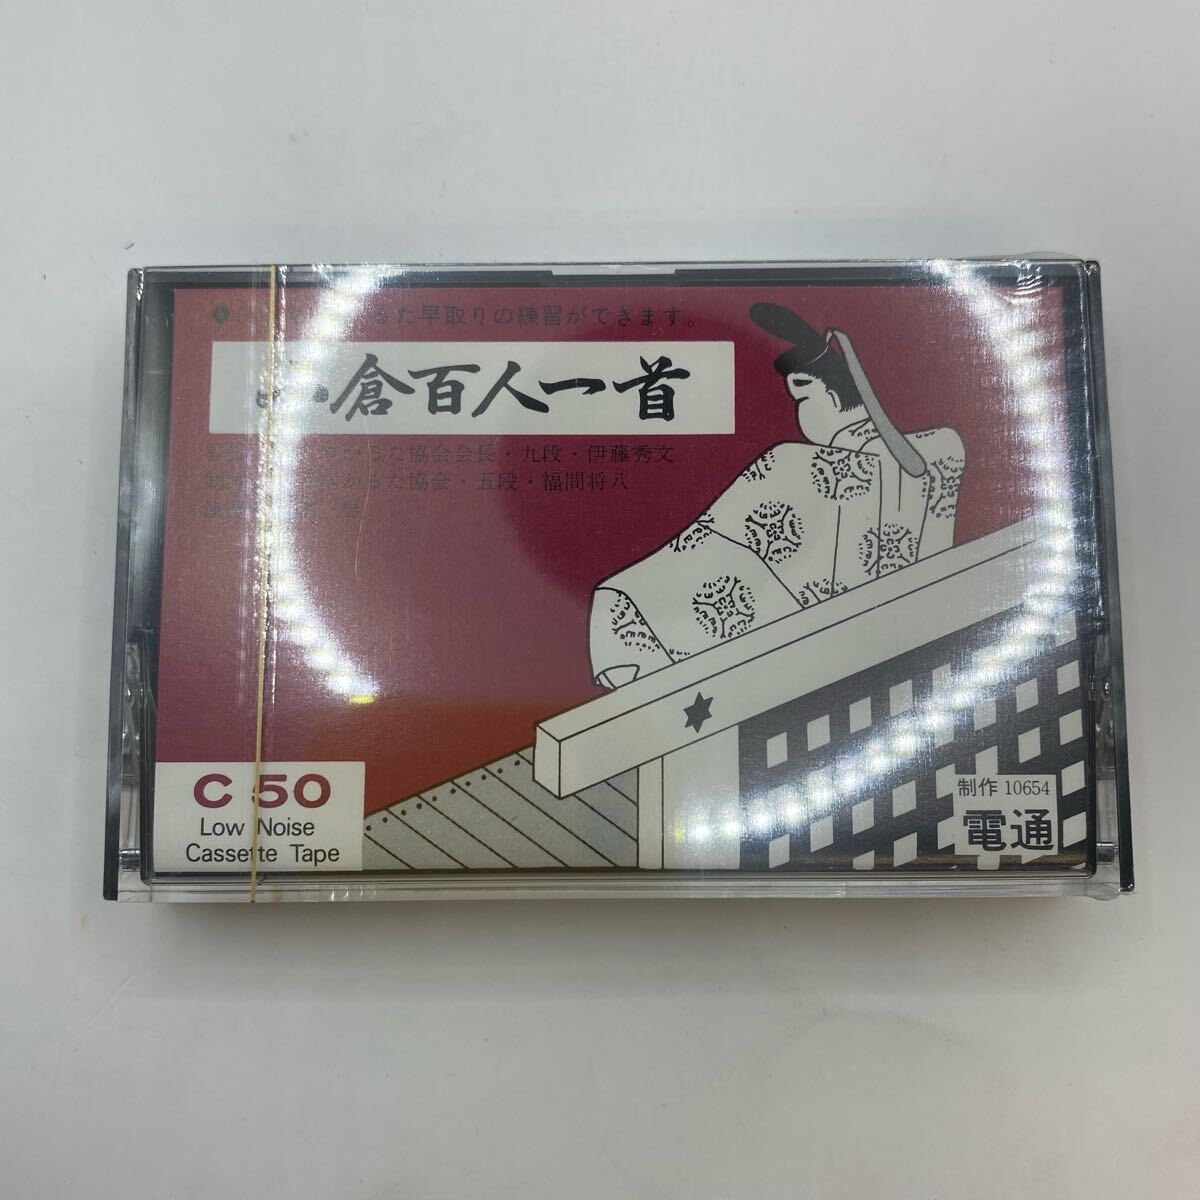 た早取りの練習ができます。
小倉百人一首
かるた協会会長・九段・伊藤秀文
かるた協会・五段・福間将八
C 50
Low Noise
Cassette Tape
制作 10654
電通